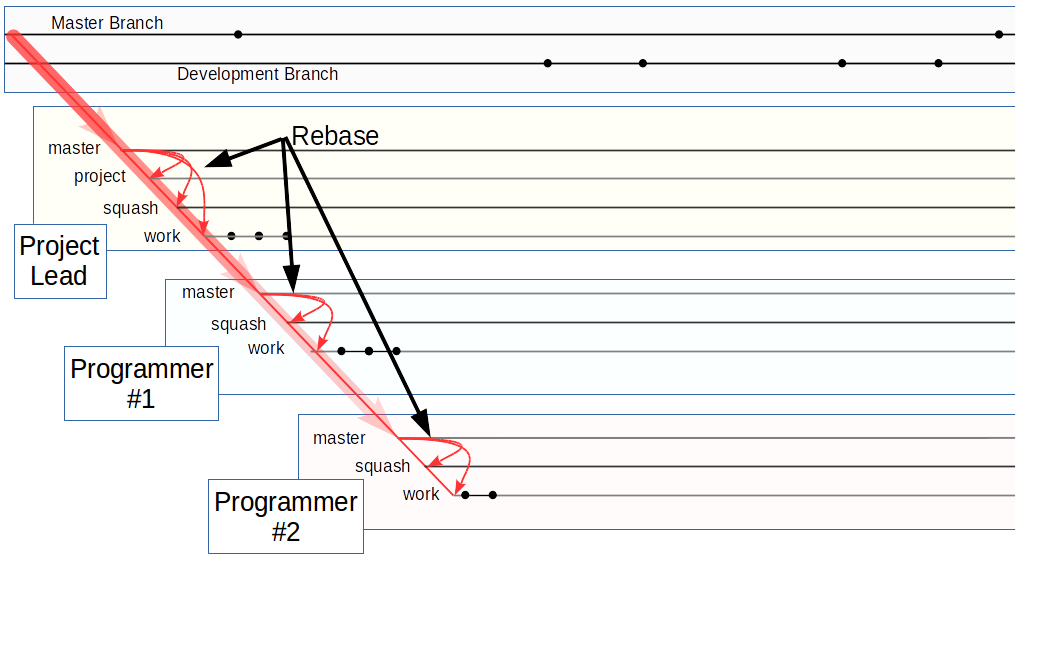 Master Branch
Development Branch
Rebase
master
project
squash
work
Project
Lead
master
squash
work
Programmer
#1
master
squash
work
Programmer
#2